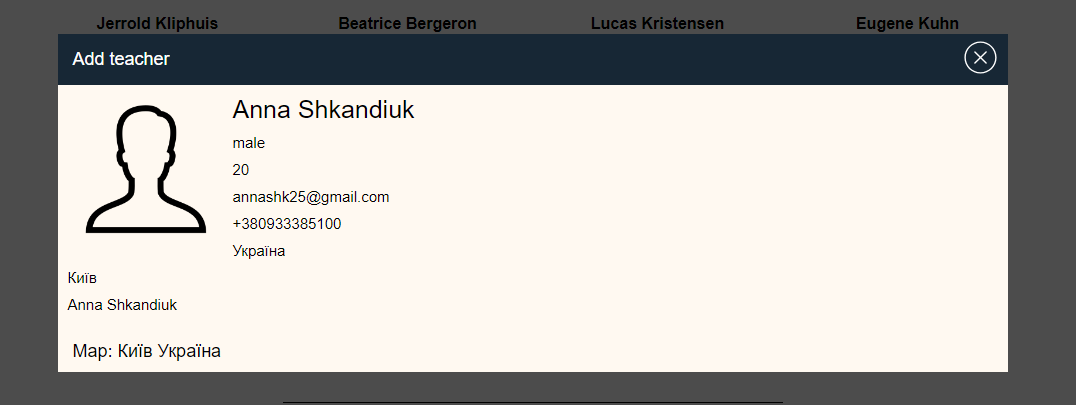 Jerrold Kliphuis Beatrice Bergeron Lucas Kristensen Eugene Kuhn
Add teacher
Anna Shkandiuk
male
20
annashk25@gmail.com
+380933385100
Україна
Київ
Anna Shkandiuk
Map: Київ Україна